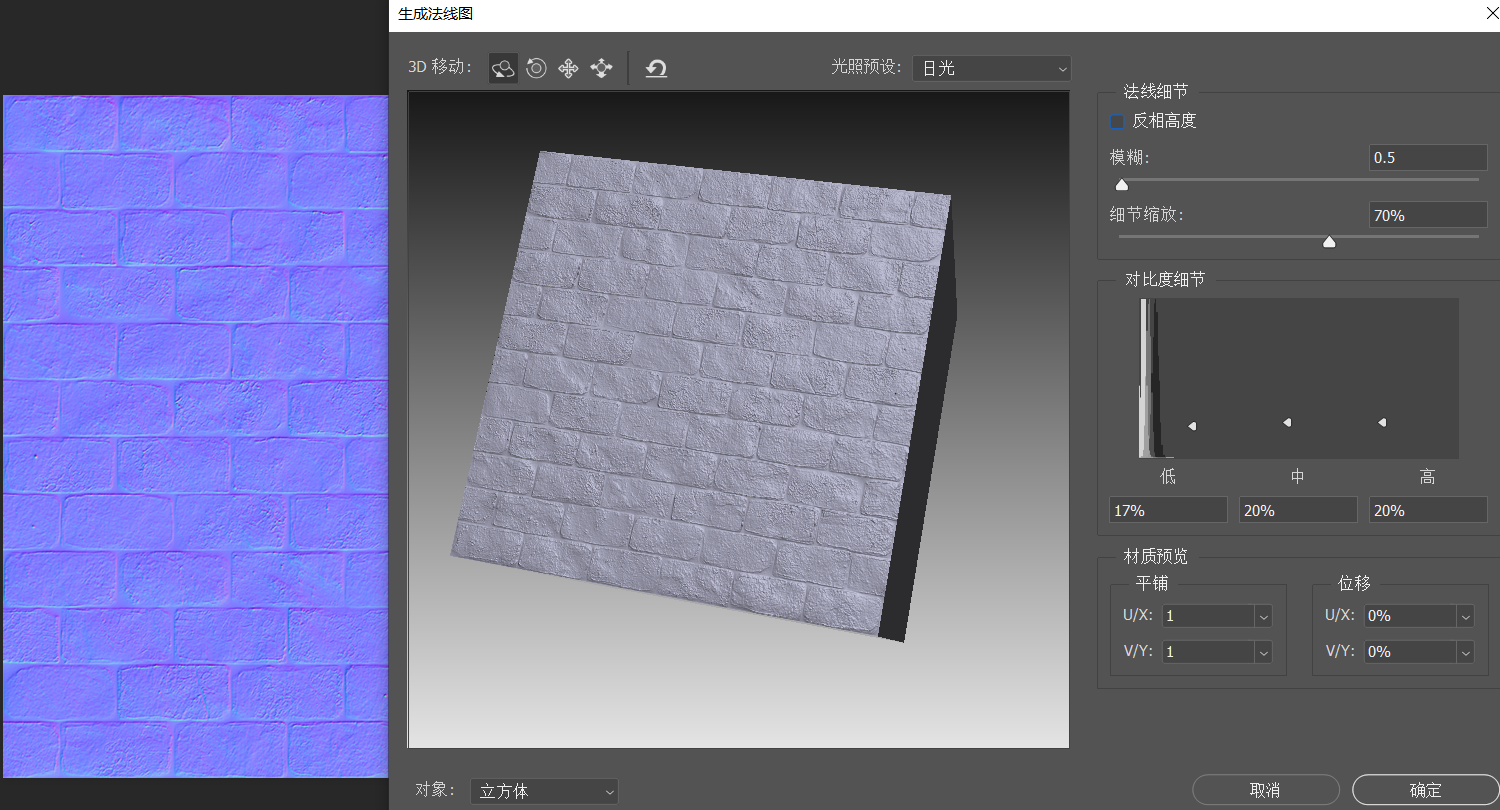 生成法线图
3D 移动:
光照预设: 日光
法线细节
反相高度
模糊: 0.5
细节缩放: 70%
对比度细节
低 中 高
17% 20% 20%
材质预览
平铺 位移
U/X: 1 U/X: 0%
V/Y: 1 V/Y: 0%
对象: 立方体
取消 确定